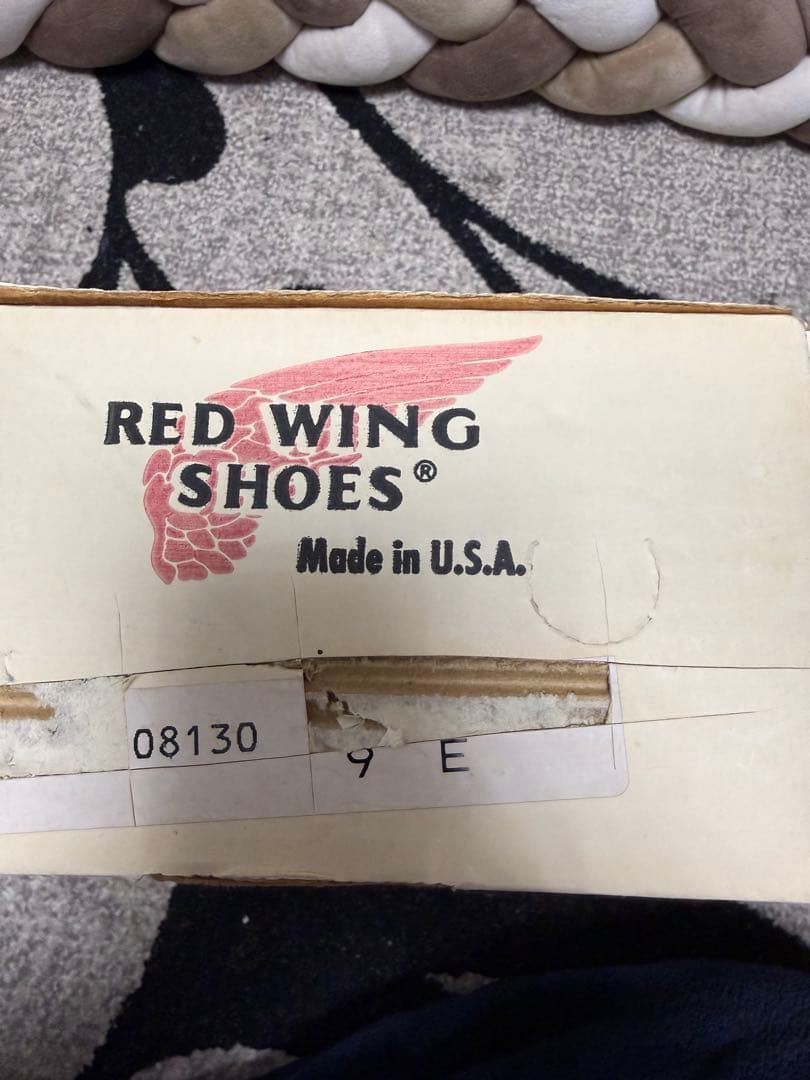 RED WING
SHOES®
Made in U.S.A.
08130 9 E